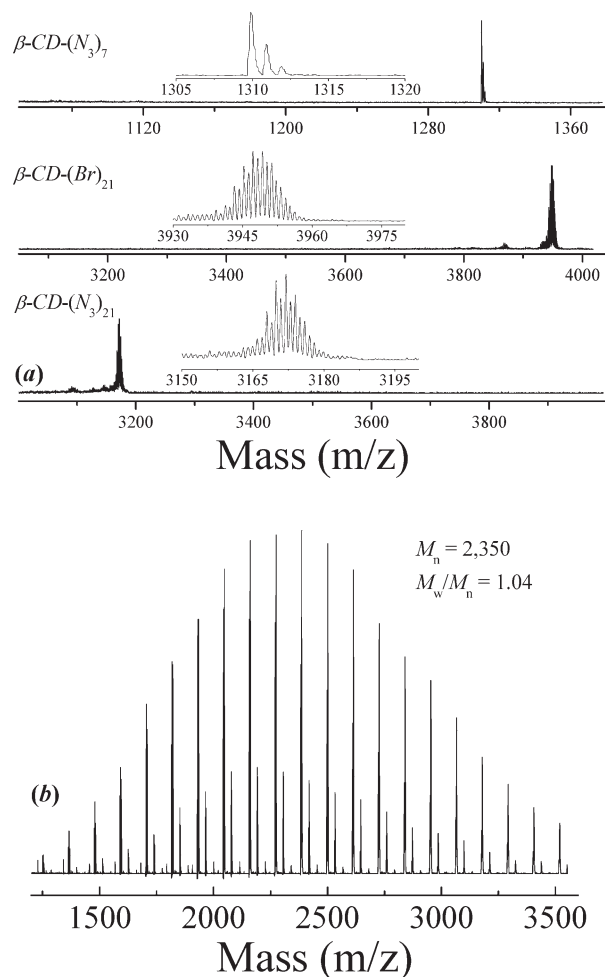 β-CD-(N₃)₇
1305 1310 1315 1320
1120 1200 1280 1360
β-CD-(Br)₂₁
3930 3945 3960 3975
3200 3400 3600 3800 4000
β-CD-(N₃)₂₁
3150 3165 3180 3195
(a)
3200 3400 3600 3800
Mass (m/z)
Mₙ = 2,350
M_w/Mₙ = 1.04
(b)
1500 2000 2500 3000 3500
Mass (m/z)